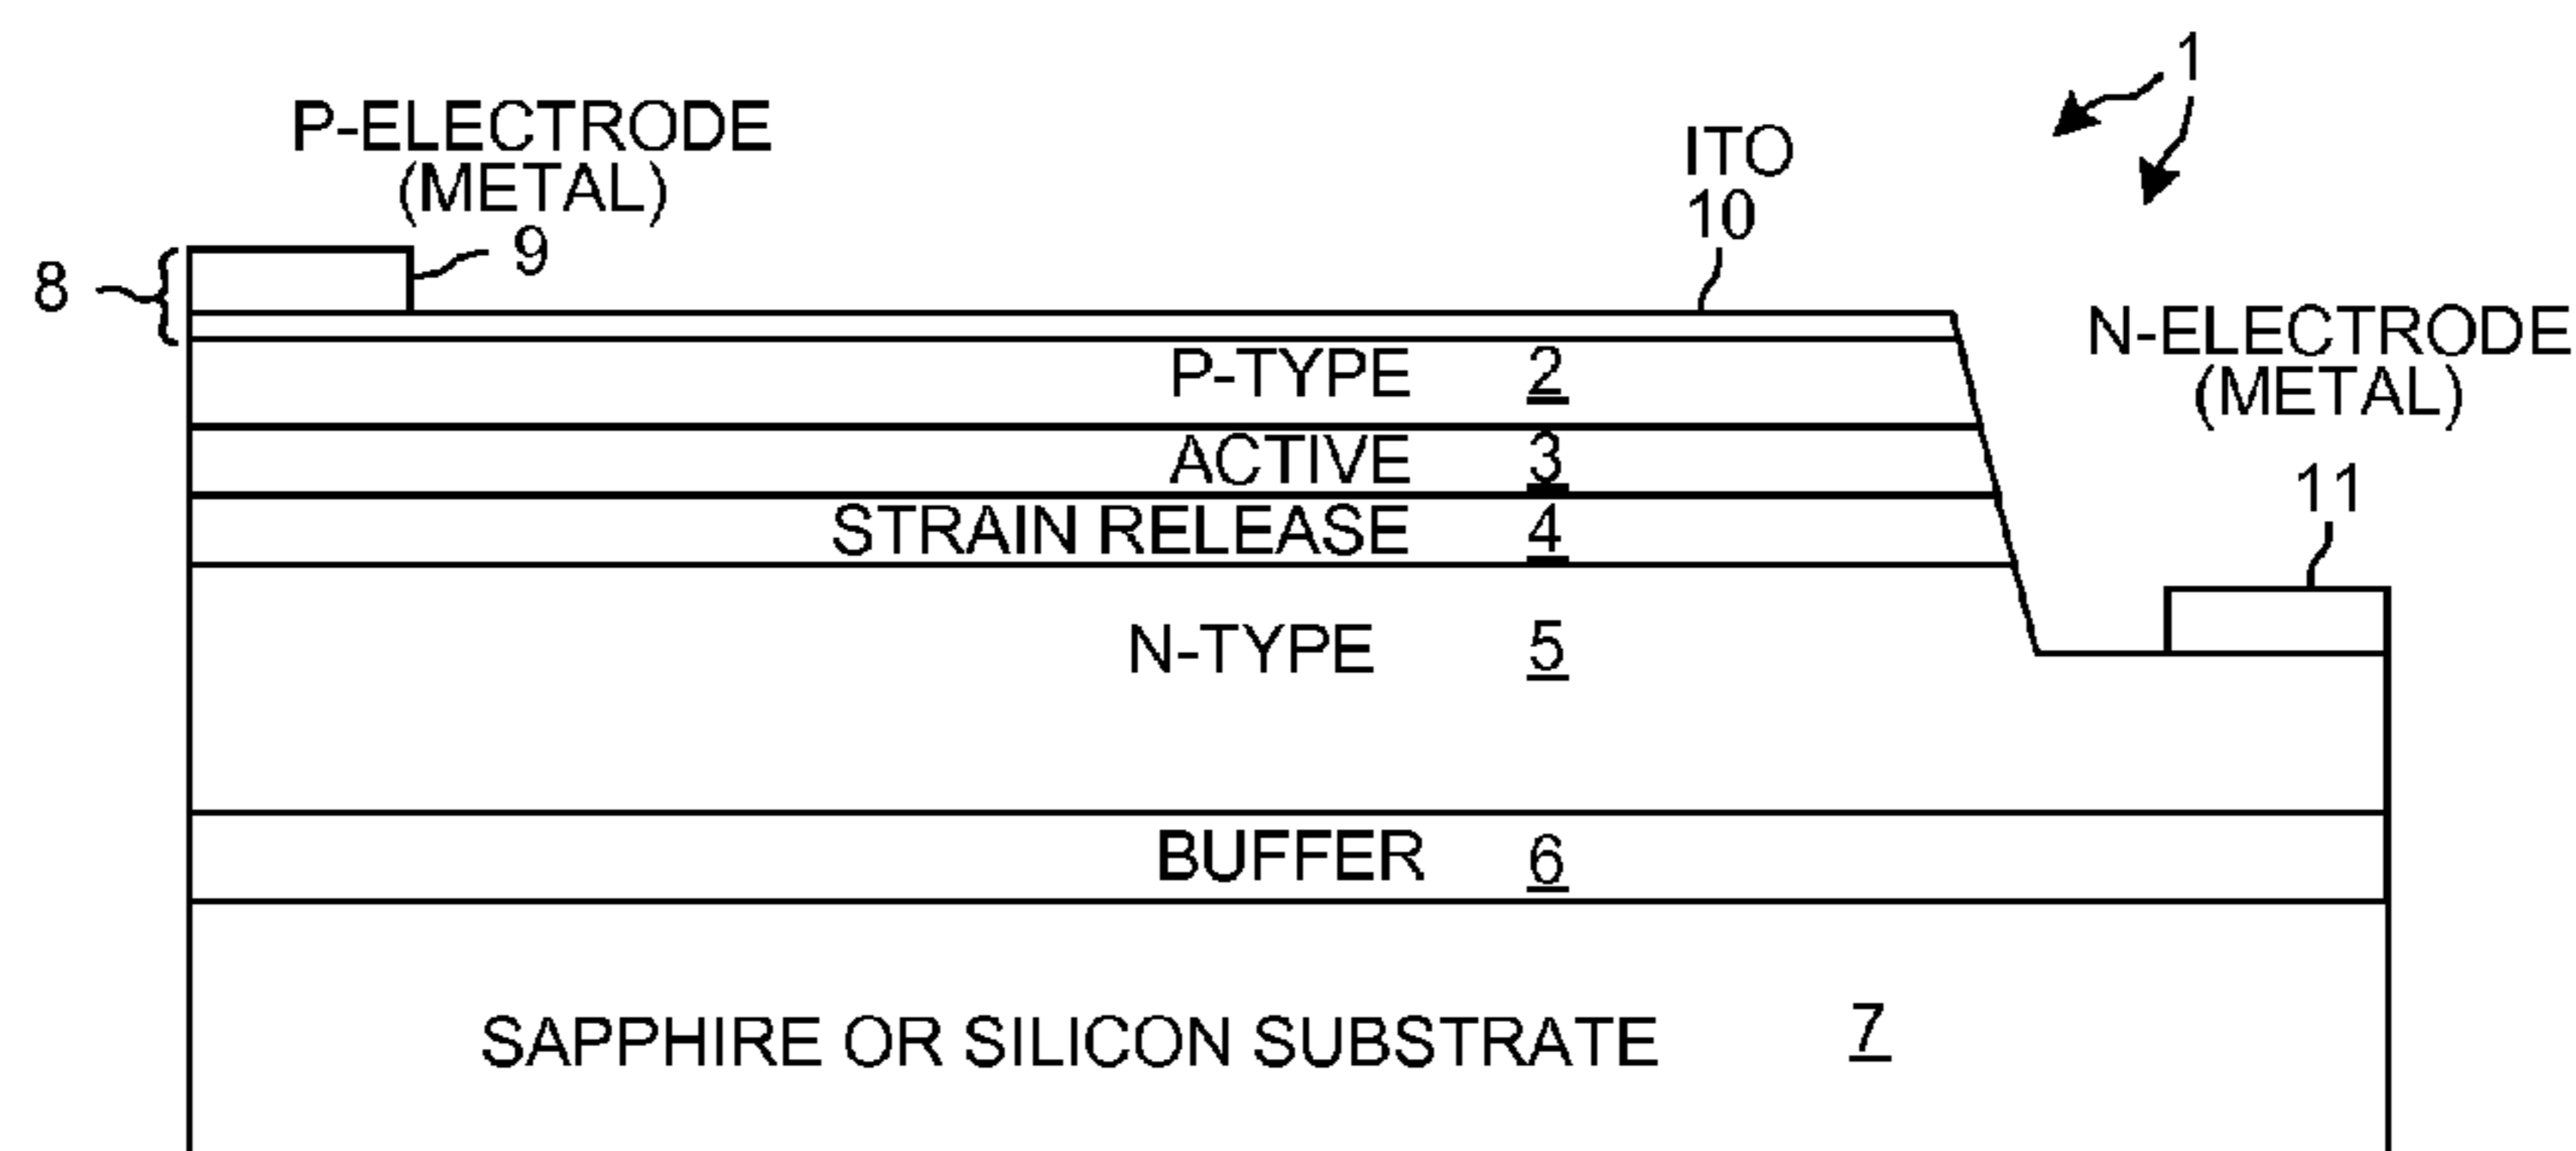 1
P-ELECTRODE
(METAL)
9
8
ITO
10
N-ELECTRODE
(METAL)
11
P-TYPE 2
ACTIVE 3
STRAIN RELEASE 4
N-TYPE 5
BUFFER 6
SAPPHIRE OR SILICON SUBSTRATE 7